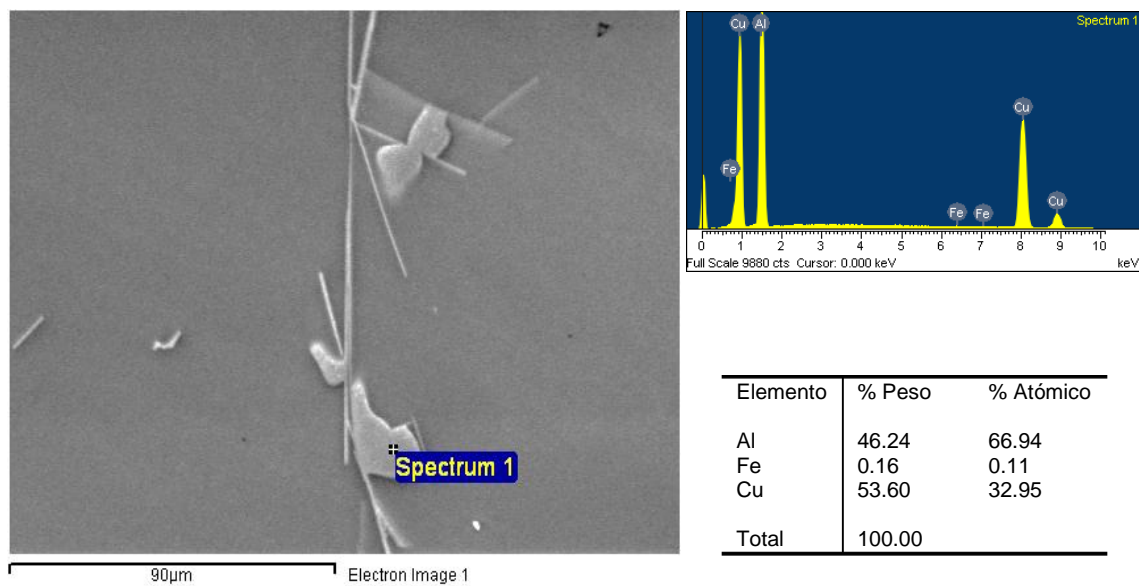 Spectrum 1
90µm
Electron Image 1
Spectrum 1
Cu
Al
Cu
Fe
Fe
Fe
Cu
0 1 2 3 4 5 6 7 8 9 10
Full Scale 9880 cts Cursor: 0.000 keV
keV
Elemento % Peso % Atómico
Al 46.24 66.94
Fe 0.16 0.11
Cu 53.60 32.95
Total 100.00